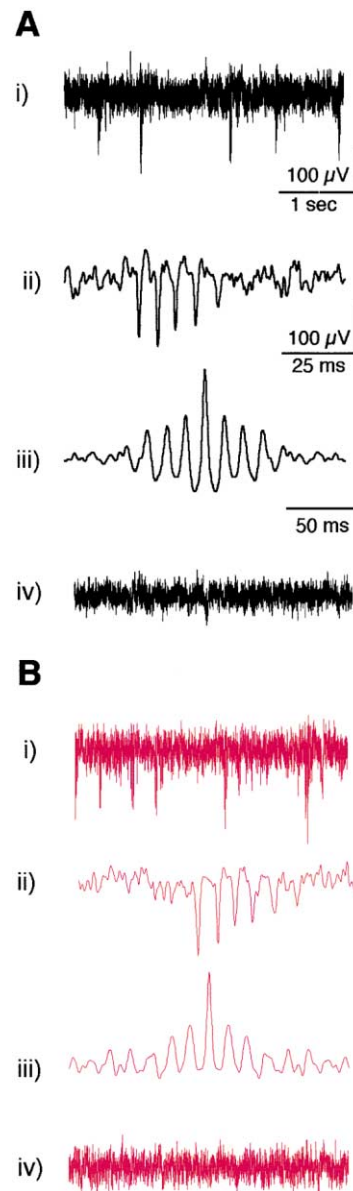 A
i)
100 µV
1 sec
ii)
100 µV
25 ms
iii)
50 ms
iv)
B
i)
ii)
iii)
iv)